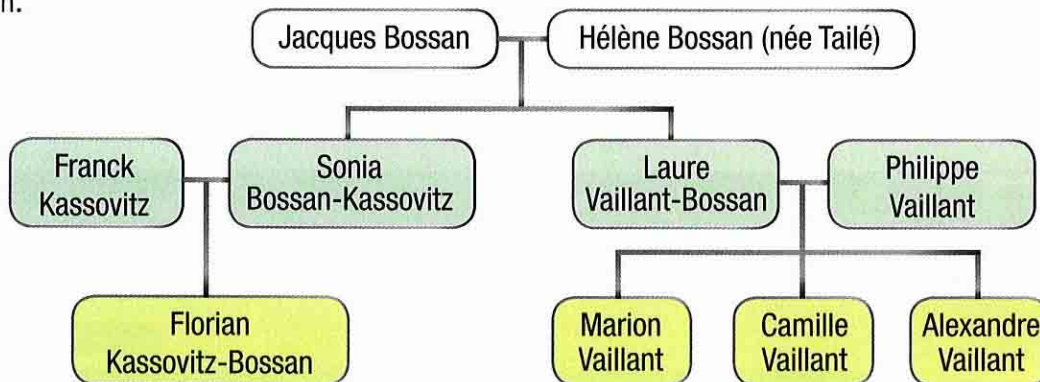 n.
Jacques Bossan
Hélène Bossan (née Tailé)
Franck
Kassovitz
Sonia
Bossan-Kassovitz
Laure
Vaillant-Bossan
Philippe
Vaillant
Florian
Kassovitz-Bossan
Marion
Vaillant
Camille
Vaillant
Alexandre
Vaillant